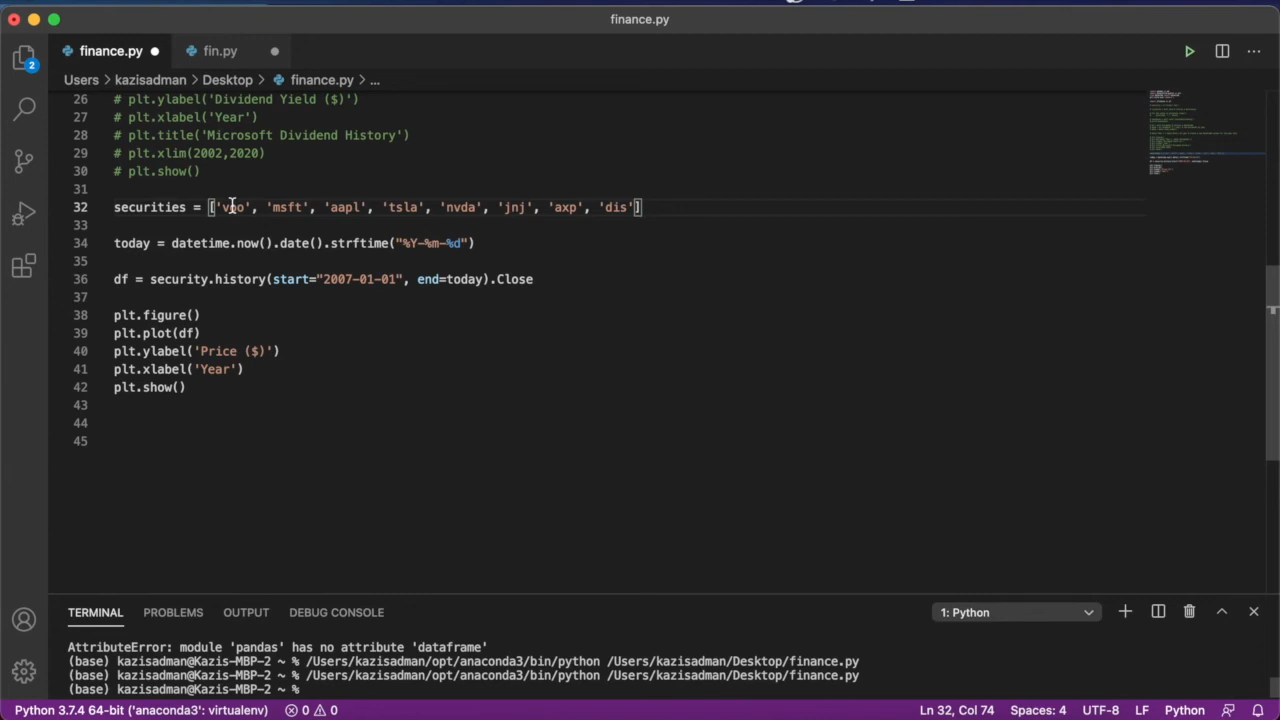 finance.py
finance.py fin.py
Users > kazisadman > Desktop > finance.py > ...
26 # plt.ylabel('Dividend Yield ($)')
27 # plt.xlabel('Year')
28 # plt.title('Microsoft Dividend History')
29 # plt.xlim(2002,2020)
30 # plt.show()
31
32 securities = ['voo', 'msft', 'aapl', 'tsla', 'nvda', 'jnj', 'axp', 'dis']
33
34 today = datetime.now().date().strftime("%Y-%m-%d")
35
36 df = security.history(start="2007-01-01", end=today).Close
37
38 plt.figure()
39 plt.plot(df)
40 plt.ylabel('Price ($)')
41 plt.xlabel('Year')
42 plt.show()
43
44
45
2
TERMINAL PROBLEMS OUTPUT DEBUG CONSOLE 1: Python
AttributeError: module 'pandas' has no attribute 'dataframe'
(base) kazisadman@Kazis-MBP-2 ~ % /Users/kazisadman/opt/anaconda3/bin/python /Users/kazisadman/Desktop/finance.py
(base) kazisadman@Kazis-MBP-2 ~ % /Users/kazisadman/opt/anaconda3/bin/python /Users/kazisadman/Desktop/finance.py
(base) kazisadman@Kazis-MBP-2 ~ %
Python 3.7.4 64-bit ('anaconda3': virtualenv) 0 0 Ln 32, Col 74 Spaces: 4 UTF-8 LF Python